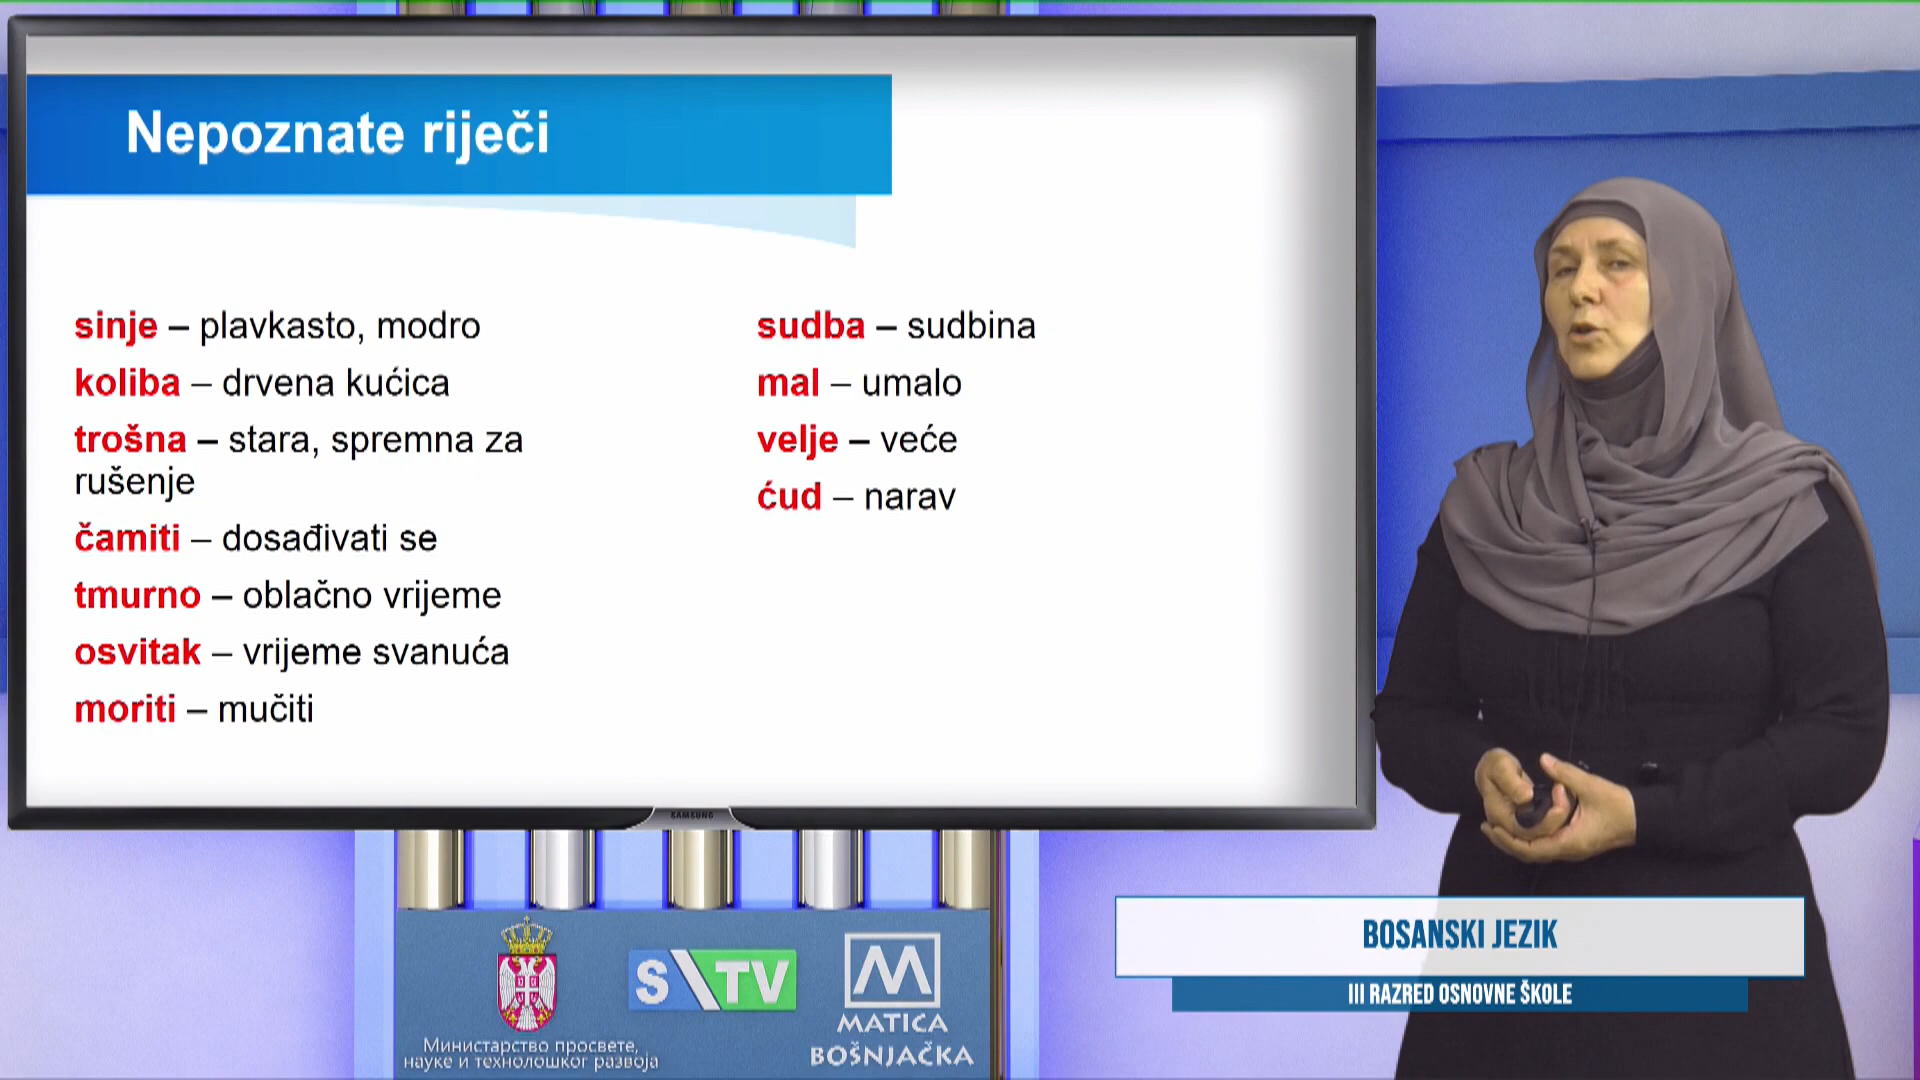 Nepoznate riječi
sinje – plavkasto, modro
koliba – drvena kućica
trošna – stara, spremna za
rušenje
čamiti – dosađivati se
tmurno – oblačno vrijeme
osvitak – vrijeme svanuća
moriti – mučiti
sudba – sudbina
mal – umalo
velje – veće
ćud – narav
SAMSUNG
Министарство просвете,
науке и технолошког развоја
S TV
MATICA
BOŠNJAČKA
BOSANSKI JEZIK
III RAZRED OSNOVNE ŠKOLE